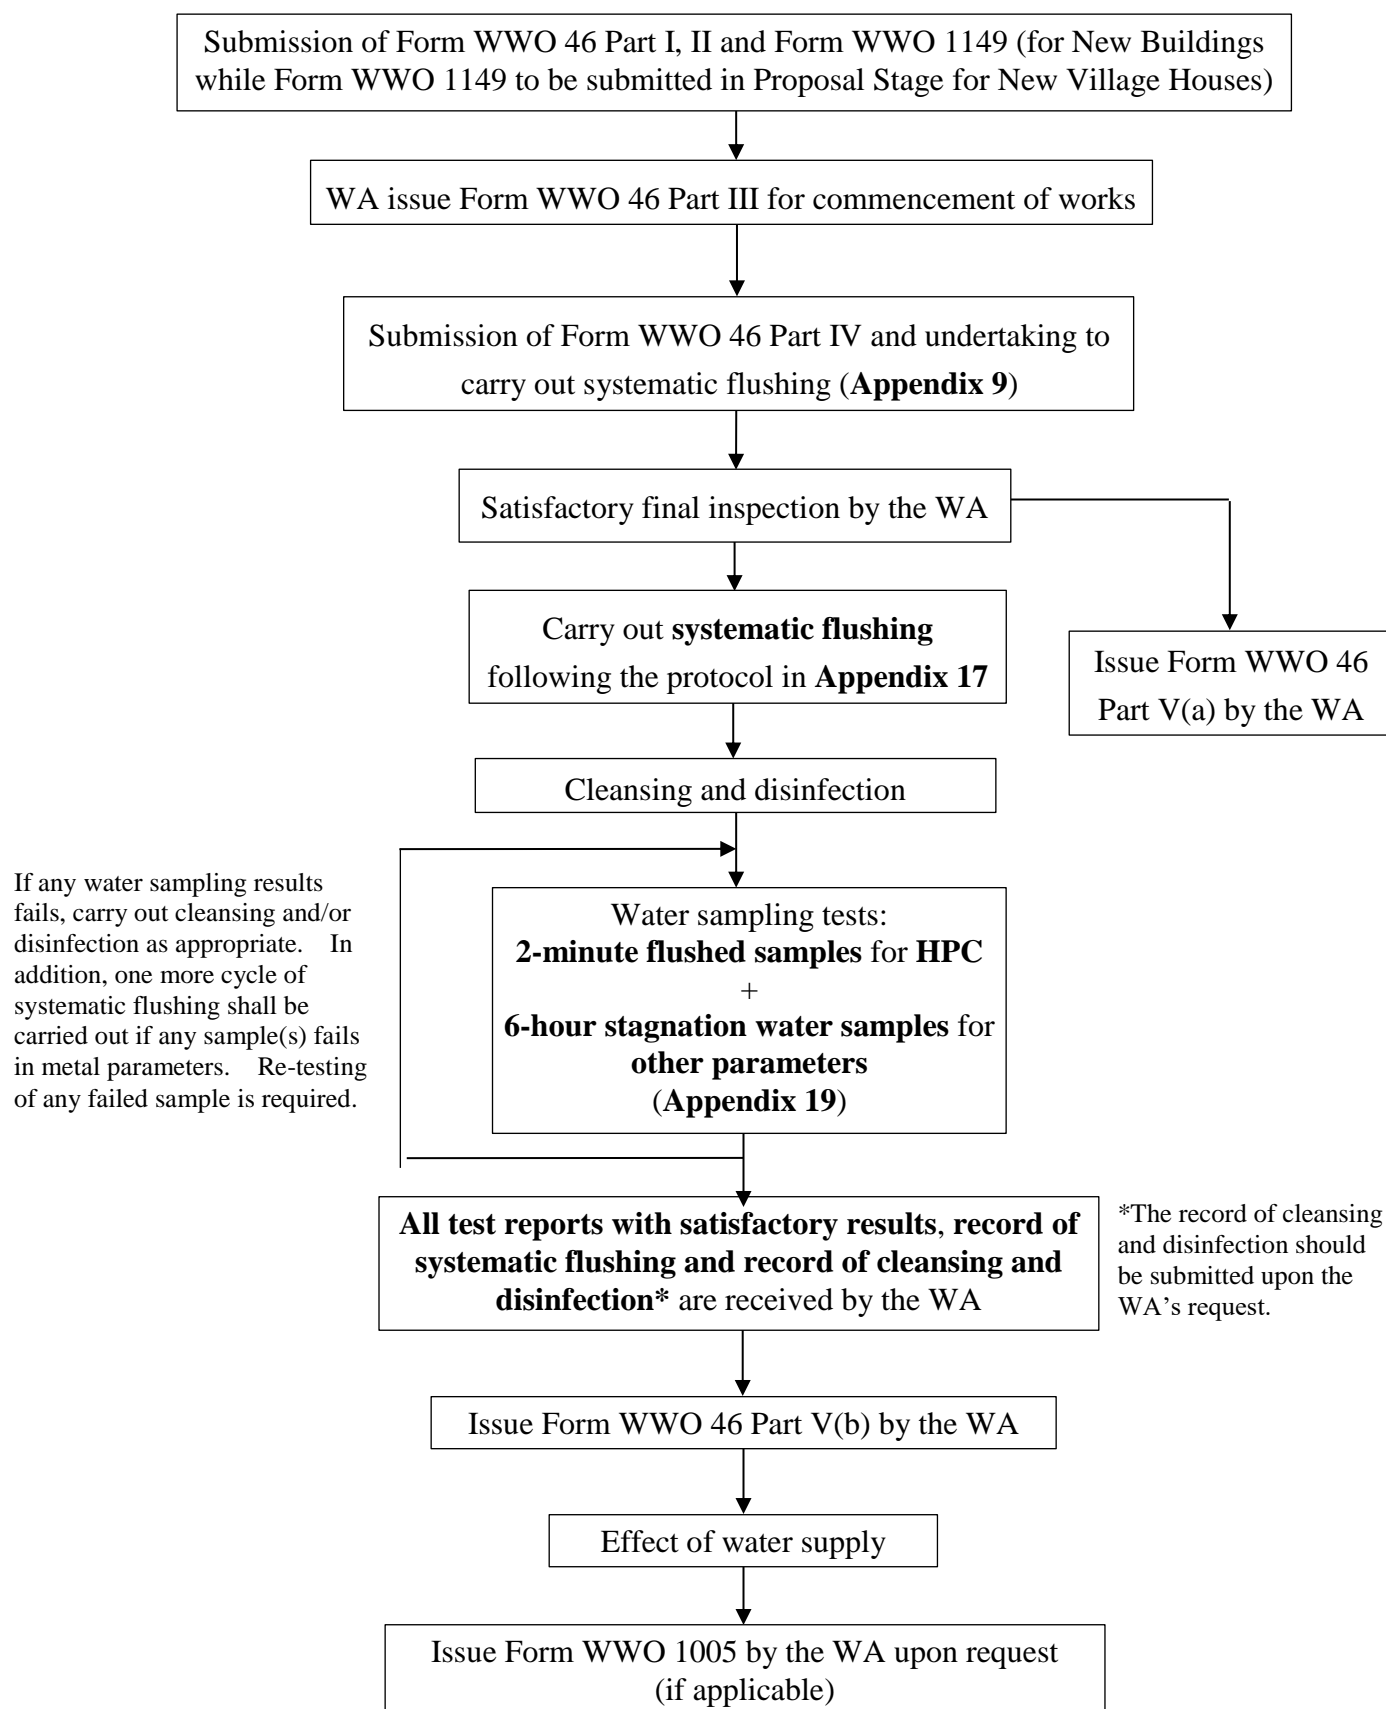 Submission of Form WWO 46 Part I, II and Form WWO 1149 (for New Buildings
while Form WWO 1149 to be submitted in Proposal Stage for New Village Houses)
WA issue Form WWO 46 Part III for commencement of works
Submission of Form WWO 46 Part IV and undertaking to
carry out systematic flushing (Appendix 9)
Satisfactory final inspection by the WA
Carry out systematic flushing
following the protocol in Appendix 17
Issue Form WWO 46
Part V(a) by the WA
Cleansing and disinfection
If any water sampling results
fails, carry out cleansing and/or
disinfection as appropriate. In
addition, one more cycle of
systematic flushing shall be
carried out if any sample(s) fails
in metal parameters. Re-testing
of any failed sample is required.
Water sampling tests:
2-minute flushed samples for HPC
+
6-hour stagnation water samples for
other parameters
(Appendix 19)
All test reports with satisfactory results, record of
systematic flushing and record of cleansing and
disinfection* are received by the WA
*The record of cleansing
and disinfection should
be submitted upon the
WA’s request.
Issue Form WWO 46 Part V(b) by the WA
Effect of water supply
Issue Form WWO 1005 by the WA upon request
(if applicable)